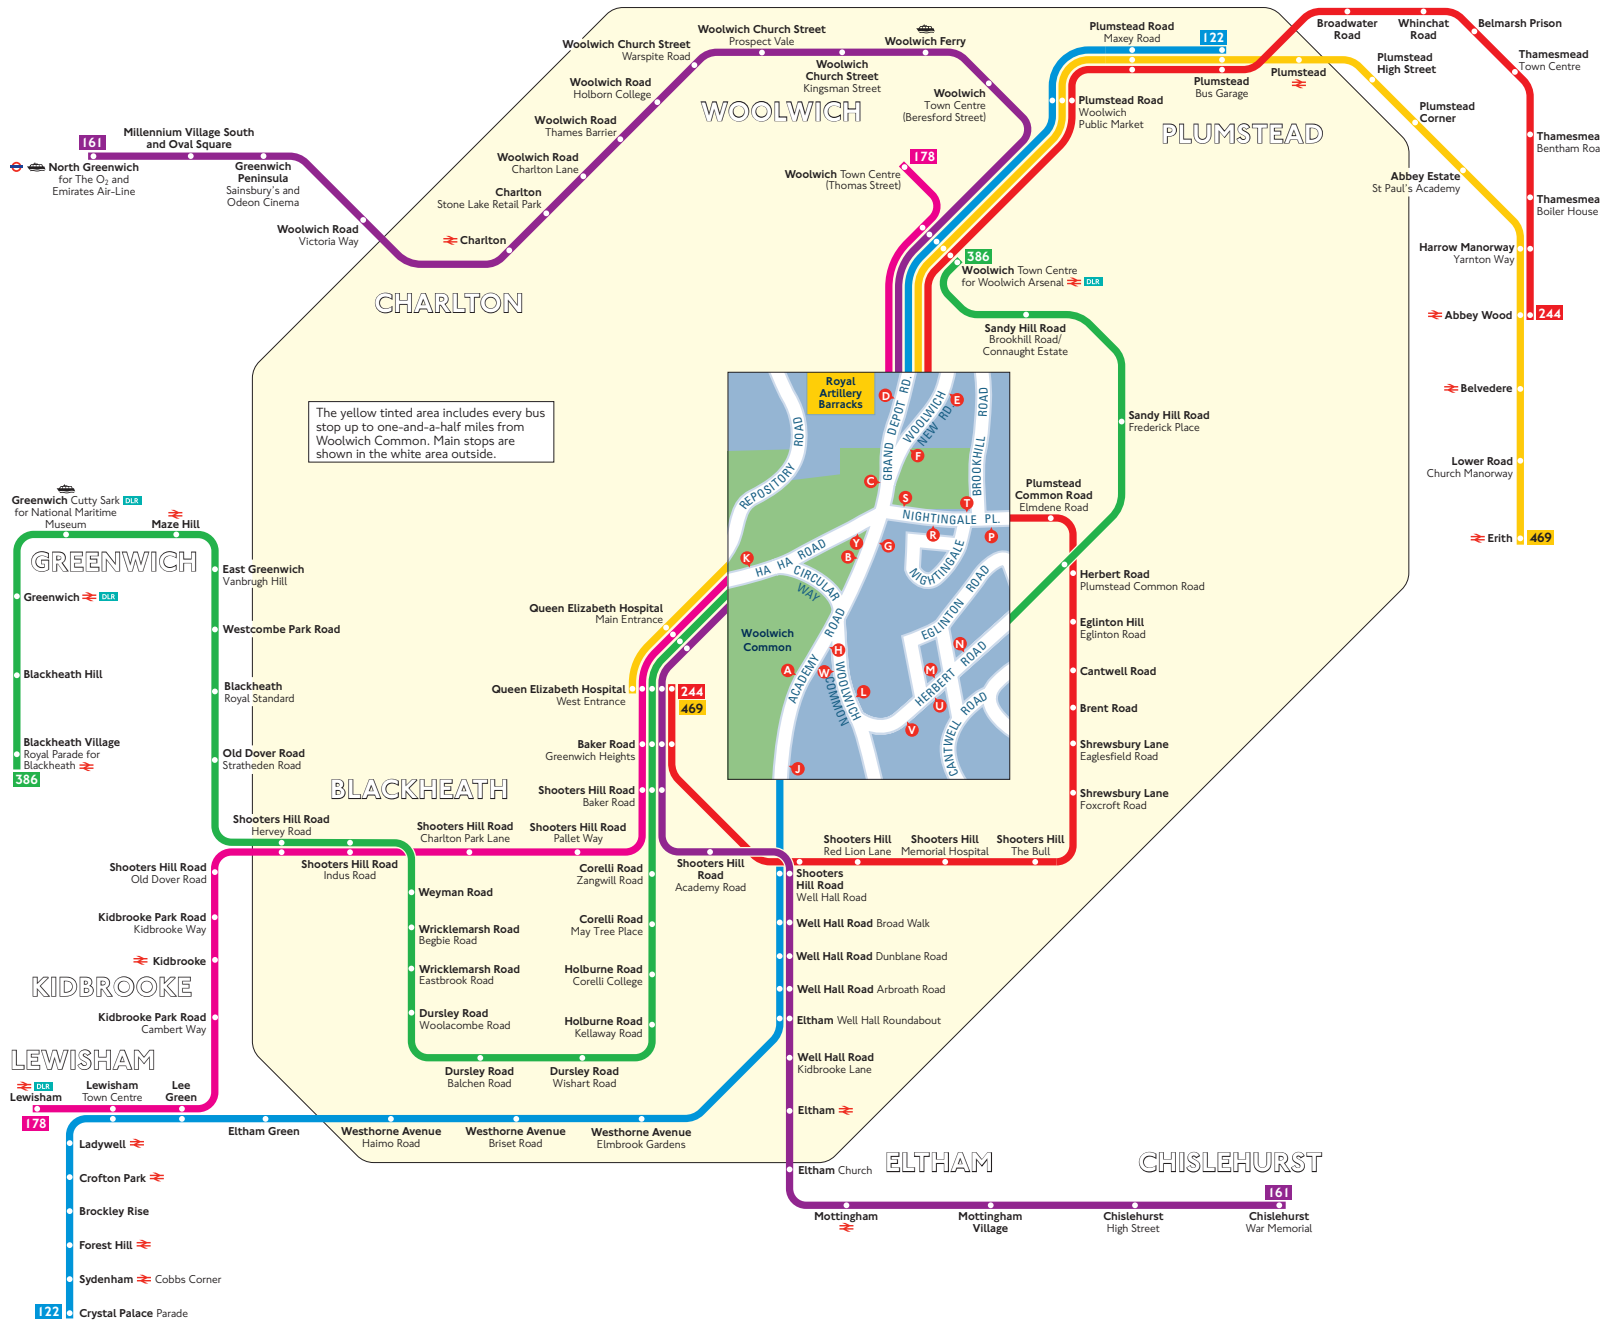 Woolwich Church Street
Prospect Vale
Woolwich Ferry
Woolwich Church Street
Warspite Road
Woolwich
Church Street
Kingsman Street
Woolwich Road
Holborn College
Woolwich
Town Centre
(Beresford Street)
Woolwich Road
Thames Barrier
Woolwich Road
Charlton Lane
Charlton
Stone Lake Retail Park
Charlton
WOOLWICH
161
Millennium Village South
and Oval Square
North Greenwich
for The O2 and
Emirates Air-Line
Greenwich
Peninsula
Sainsbury's and
Odeon Cinema
Woolwich Road
Victoria Way
CHARLTON
178
Woolwich Town Centre
(Thomas Street)
386
Woolwich Town Centre
for Woolwich Arsenal DLR
Plumstead Road
Maxey Road
122
Plumstead
Bus Garage
Plumstead
Plumstead Road
Woolwich
Public Market
PLUMSTEAD
Broadwater
Road
Whinchat
Road
Belmarsh Prison
Thamesmead
Town Centre
Plumstead
High Street
Plumstead
Corner
Abbey Estate
St Paul's Academy
Thamesmea
Bentham Roa
Thamesmea
Boiler House
Harrow Manorway
Yarnton Way
Abbey Wood
244
Belvedere
Lower Road
Church Manorway
Erith
469
Sandy Hill Road
Brookhill Road/
Connaught Estate
Sandy Hill Road
Frederick Place
The yellow tinted area includes every bus
stop up to one-and-a-half miles from
Woolwich Common. Main stops are
shown in the white area outside.
Royal
Artillery
Barracks
D
E
F
C
S
T
R
P
Y
G
B
K
A
H
W
L
M
N
U
V
J
REPOSITORY
ROAD
GRAND DEPOT RD.
WOOLWICH
NEW RD.
BROOKHILL
ROAD
NIGHTINGALE PL.
NIGHTINGALE
HA HA ROAD
CIRCULAR
WAY
ACADEMY
ROAD
WOOLWICH
COMMON
EGLINTON ROAD
HERBERT ROAD
CANTWELL ROAD
Woolwich
Common
Plumstead
Common Road
Elmdene Road
Herbert Road
Plumstead Common Road
Eglinton Hill
Eglinton Road
Cantwell Road
Brent Road
Shrewsbury Lane
Eaglesfield Road
Shrewsbury Lane
Foxcroft Road
Shooters Hill
Red Lion Lane
Shooters Hill
Memorial Hospital
Shooters Hill
The Bull
Greenwich Cutty Sark DLR
for National Maritime
Museum
Maze Hill
GREENWICH
Greenwich DLR
Blackheath Hill
Blackheath Village
Royal Parade for
Blackheath
386
East Greenwich
Vanbrugh Hill
Westcombe Park Road
Blackheath
Royal Standard
Old Dover Road
Stratheden Road
Queen Elizabeth Hospital
Main Entrance
Queen Elizabeth Hospital
West Entrance
244
469
Baker Road
Greenwich Heights
Shooters Hill Road
Baker Road
BLACKHEATH
Shooters Hill Road
Hervey Road
Shooters Hill Road
Indus Road
Shooters Hill Road
Charlton Park Lane
Shooters Hill Road
Pallet Way
Shooters Hill Road
Old Dover Road
Kidbrooke Park Road
Kidbrooke Way
Kidbrooke
KIDBROOKE
Kidbrooke Park Road
Cambert Way
LEWISHAM
DLR
Lewisham
178
Lewisham
Town Centre
Lee
Green
Weyman Road
Wricklemarsh Road
Begbie Road
Wricklemarsh Road
Eastbrook Road
Dursley Road
Woolacombe Road
Dursley Road
Balchen Road
Dursley Road
Wishart Road
Corelli Road
Zangwill Road
Corelli Road
May Tree Place
Holburne Road
Corelli College
Holburne Road
Kellaway Road
Shooters Hill
Road
Academy Road
Shooters
Hill Road
Well Hall Road
Well Hall Road Broad Walk
Well Hall Road Dunblane Road
Well Hall Road Arbroath Road
Eltham Well Hall Roundabout
Well Hall Road
Kidbrooke Lane
Eltham
Eltham Church
Eltham Green
Westhorne Avenue
Haimo Road
Westhorne Avenue
Briset Road
Westhorne Avenue
Elmbrook Gardens
Ladywell
Crofton Park
Brockley Rise
Forest Hill
Sydenham Cobbs Corner
122
Crystal Palace Parade
ELTHAM
CHISLEHURST
Mottingham
Mottingham
Village
Chislehurst
High Street
161
Chislehurst
War Memorial